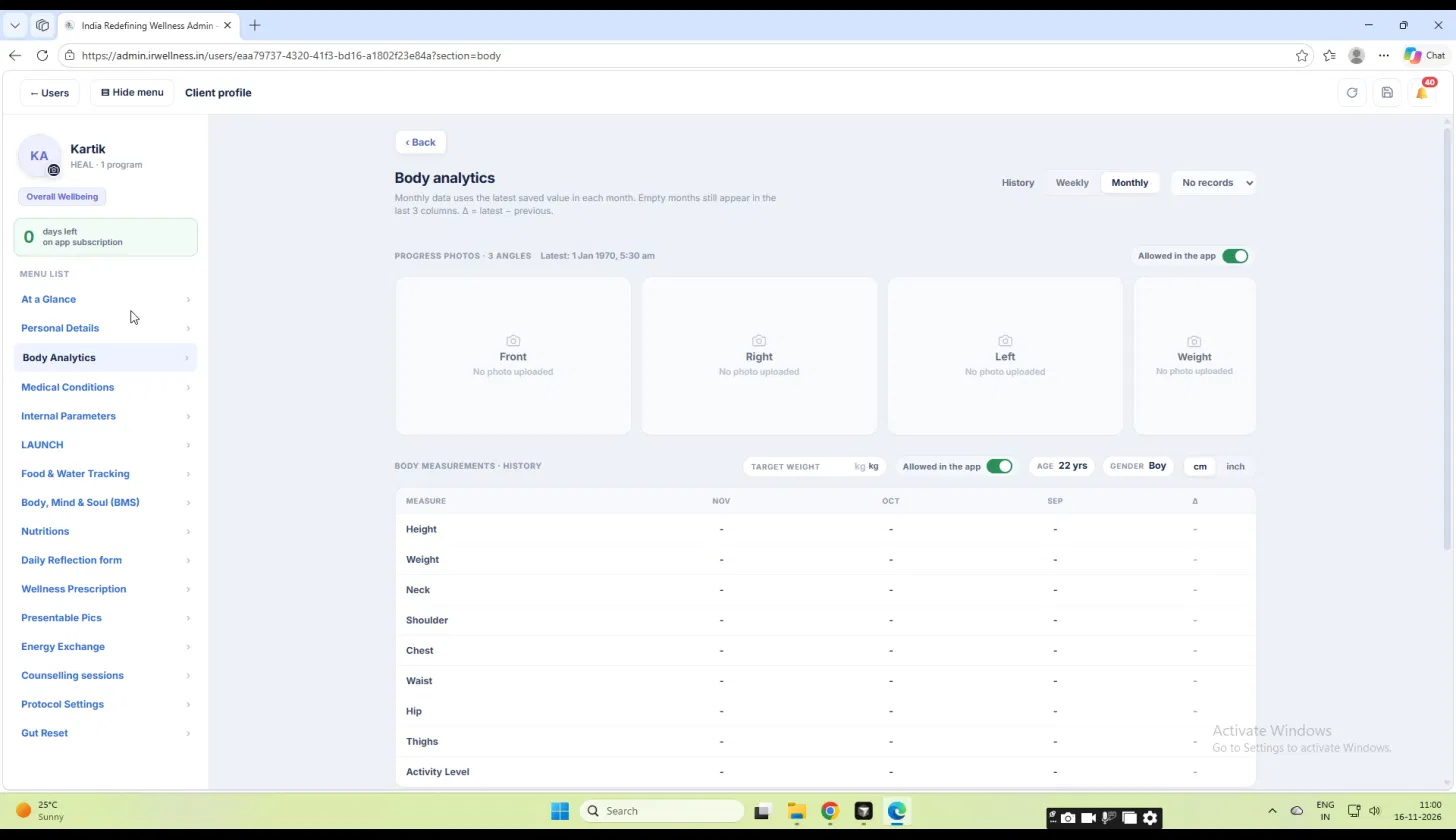 India Redefining Wellness Admin -
https://admin.irwellness.in/users/eaa79737-4320-41f3-bd16-a1802f23e84a?section=body
Chat
← Users
Hide menu
Client profile
40
KA
Kartik
HEAL · 1 program
Overall Wellbeing
0
days left
on app subscription
MENU LIST
At a Glance
Personal Details
Body Analytics
Medical Conditions
Internal Parameters
LAUNCH
Food & Water Tracking
Body, Mind & Soul (BMS)
Nutritions
Daily Reflection form
Wellness Prescription
Presentable Pics
Energy Exchange
Counselling sessions
Protocol Settings
Gut Reset
‹ Back
Body analytics
Monthly data uses the latest saved value in each month. Empty months still appear in the
last 3 columns. Δ = latest − previous.
History Weekly Monthly No records
PROGRESS PHOTOS · 3 ANGLES Latest: 1 Jan 1970, 5:30 am
Allowed in the app
Front
No photo uploaded
Right
No photo uploaded
Left
No photo uploaded
Weight
No photo uploaded
BODY MEASUREMENTS · HISTORY
TARGET WEIGHT kg kg
Allowed in the app
AGE 22 yrs
GENDER Boy
cm inch
MEASURE NOV OCT SEP Δ
Height - - - -
Weight - - - -
Neck - - - -
Shoulder - - - -
Chest - - - -
Waist - - - -
Hip - - - -
Thighs - - - -
Activity Level - - - -
Activate Windows
Go to Settings to activate Windows.
25°C
Sunny
Search
ENG
IN
11:00
16-11-2026